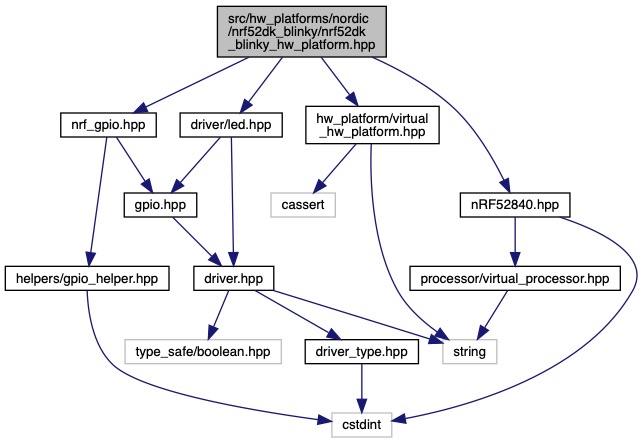 src/hw_platforms/nordic
/nrf52dk_blinky/nrf52dk
_blinky_hw_platform.hpp
nrf_gpio.hpp
driver/led.hpp
hw_platform/virtual
_hw_platform.hpp
gpio.hpp
cassert
nRF52840.hpp
helpers/gpio_helper.hpp
driver.hpp
processor/virtual_processor.hpp
type_safe/boolean.hpp
driver_type.hpp
string
cstdint